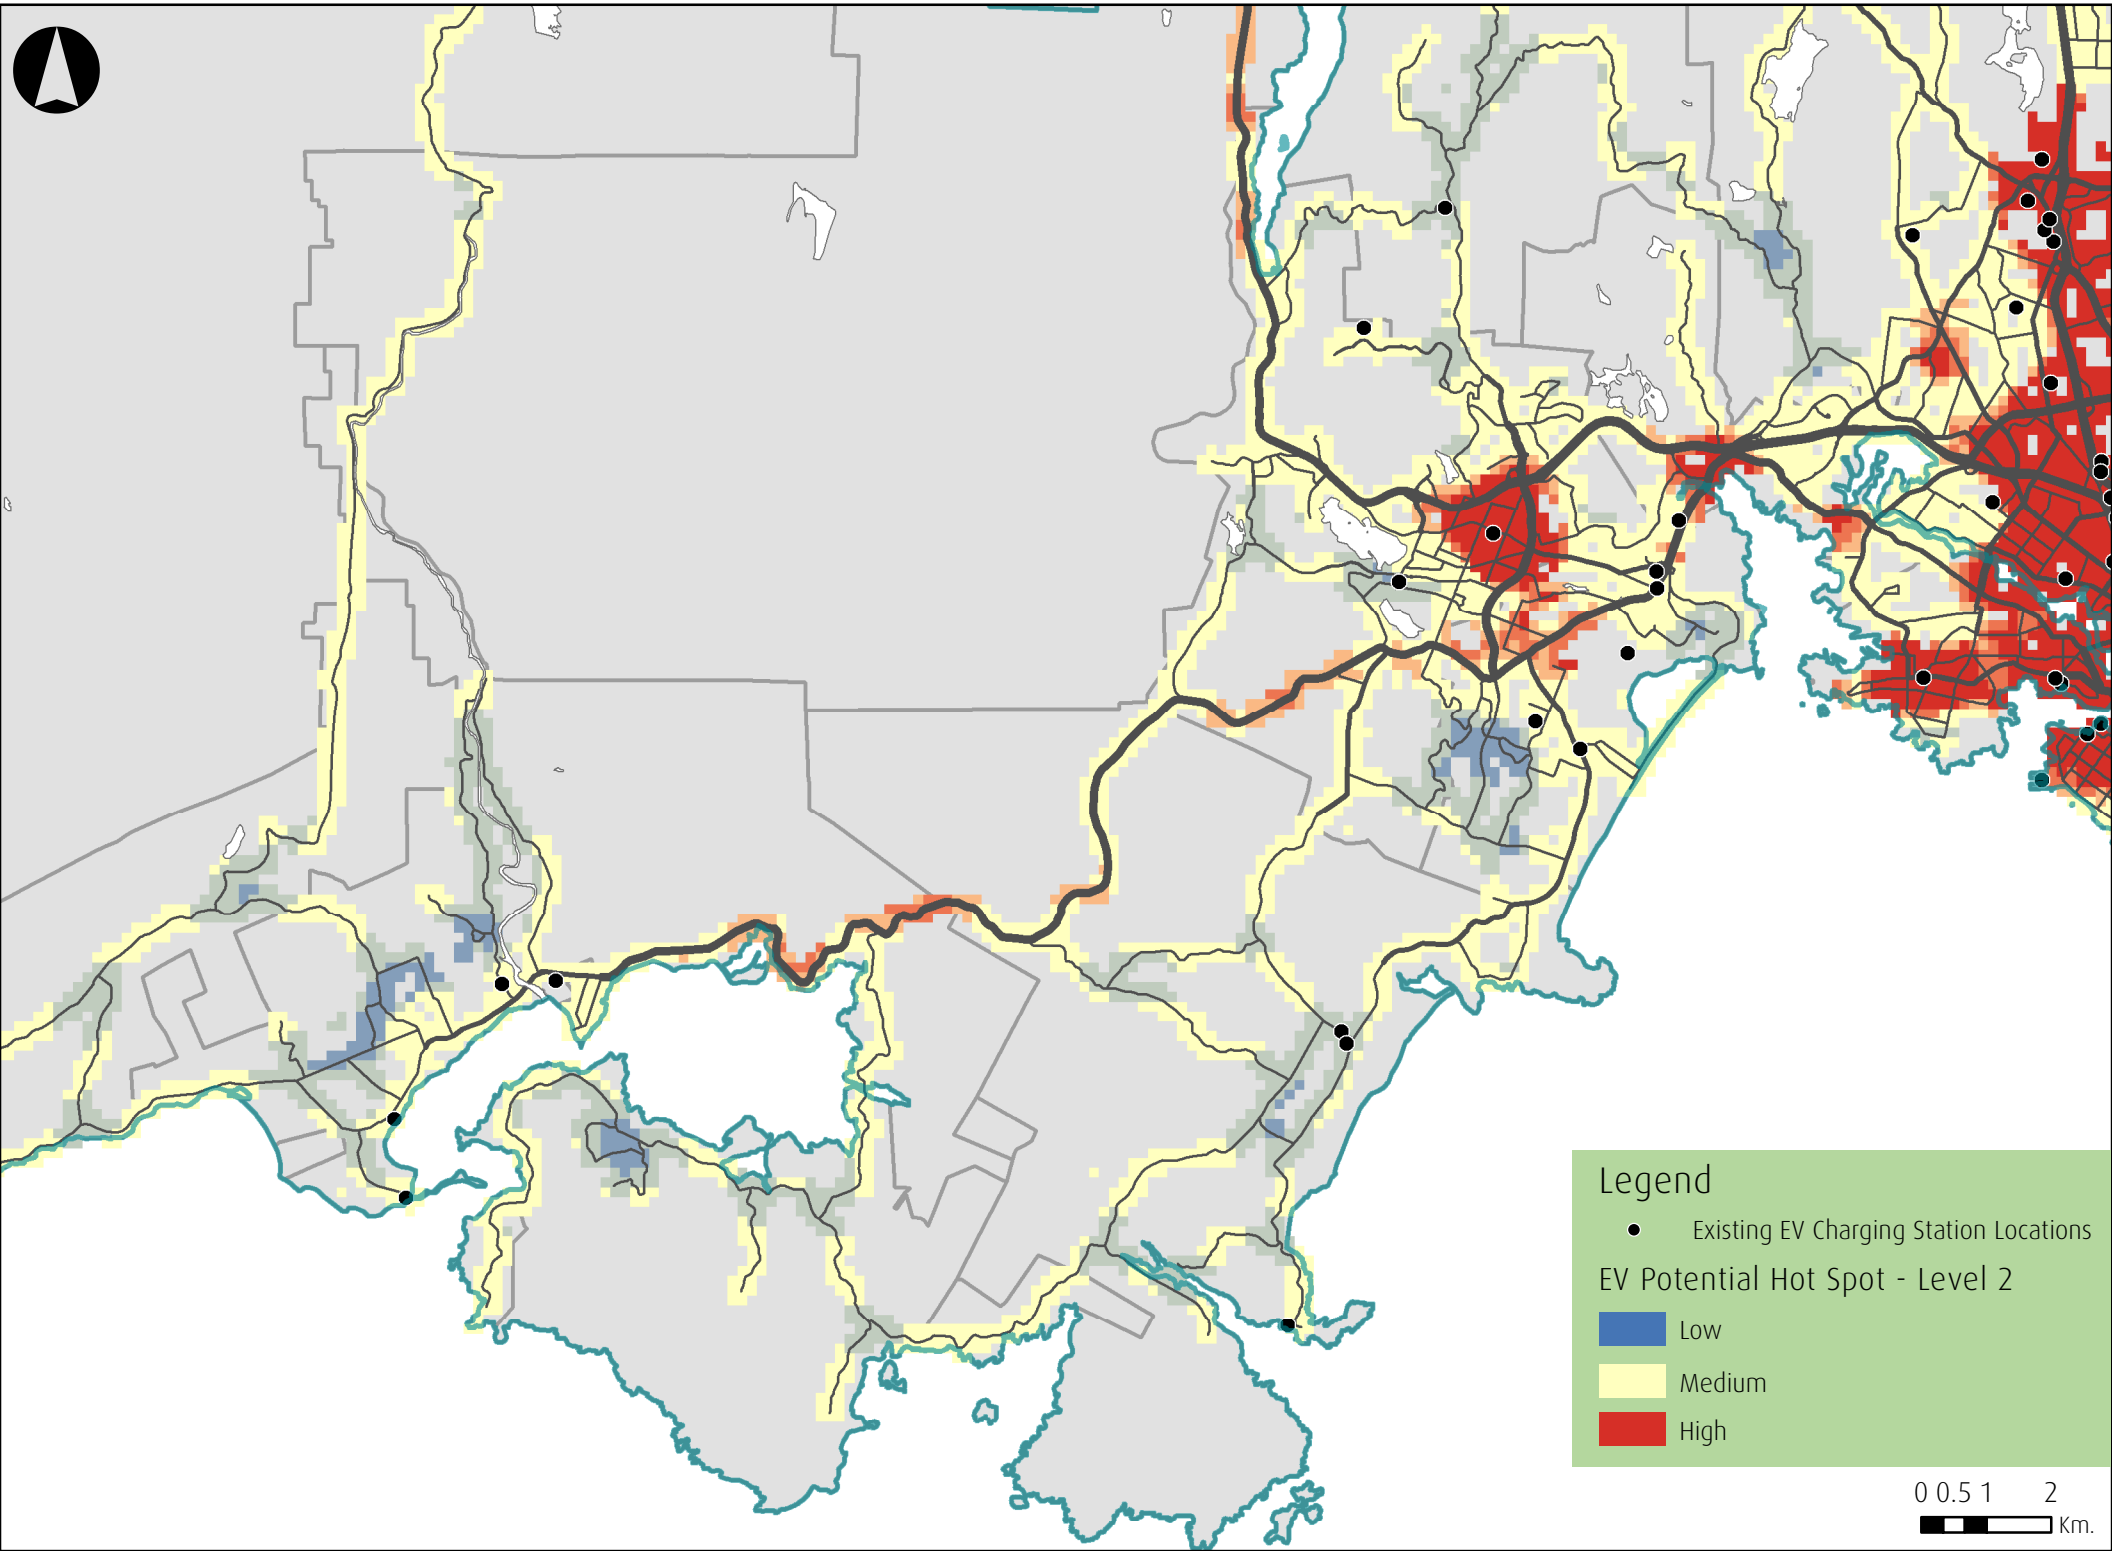 Legend
Existing EV Charging Station Locations
EV Potential Hot Spot - Level 2
Low
Medium
High
0 0.5 1 2
Km.